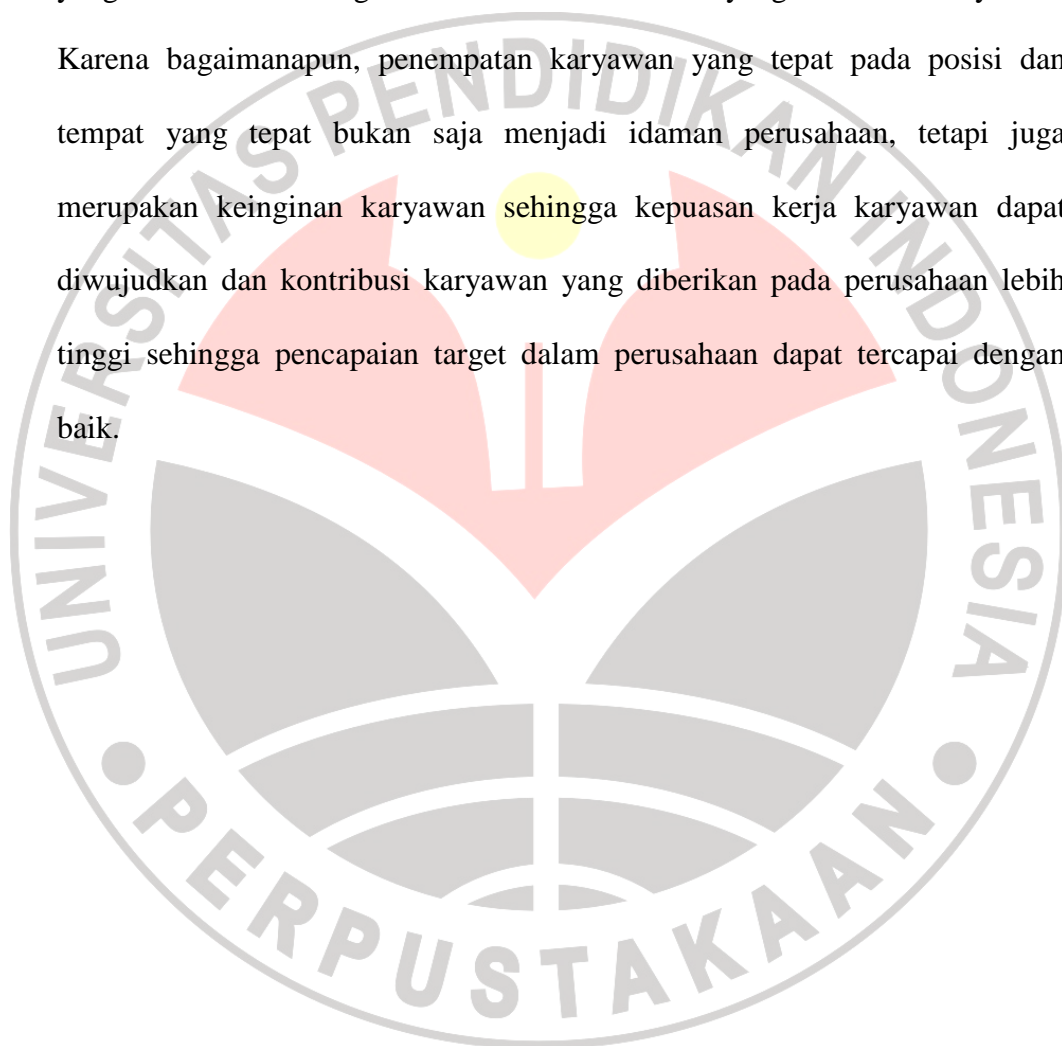 Karena bagaimanapun, penempatan karyawan yang tepat pada posisi dan
tempat yang tepat bukan saja menjadi idaman perusahaan, tetapi juga
merupakan keinginan karyawan sehingga kepuasan kerja karyawan dapat
diwujudkan dan kontribusi karyawan yang diberikan pada perusahaan lebih
tinggi sehingga pencapaian target dalam perusahaan dapat tercapai dengan
baik.
UNIVERSITAS PENDIDIKAN INDONESIA
PERPUSTAKAAN